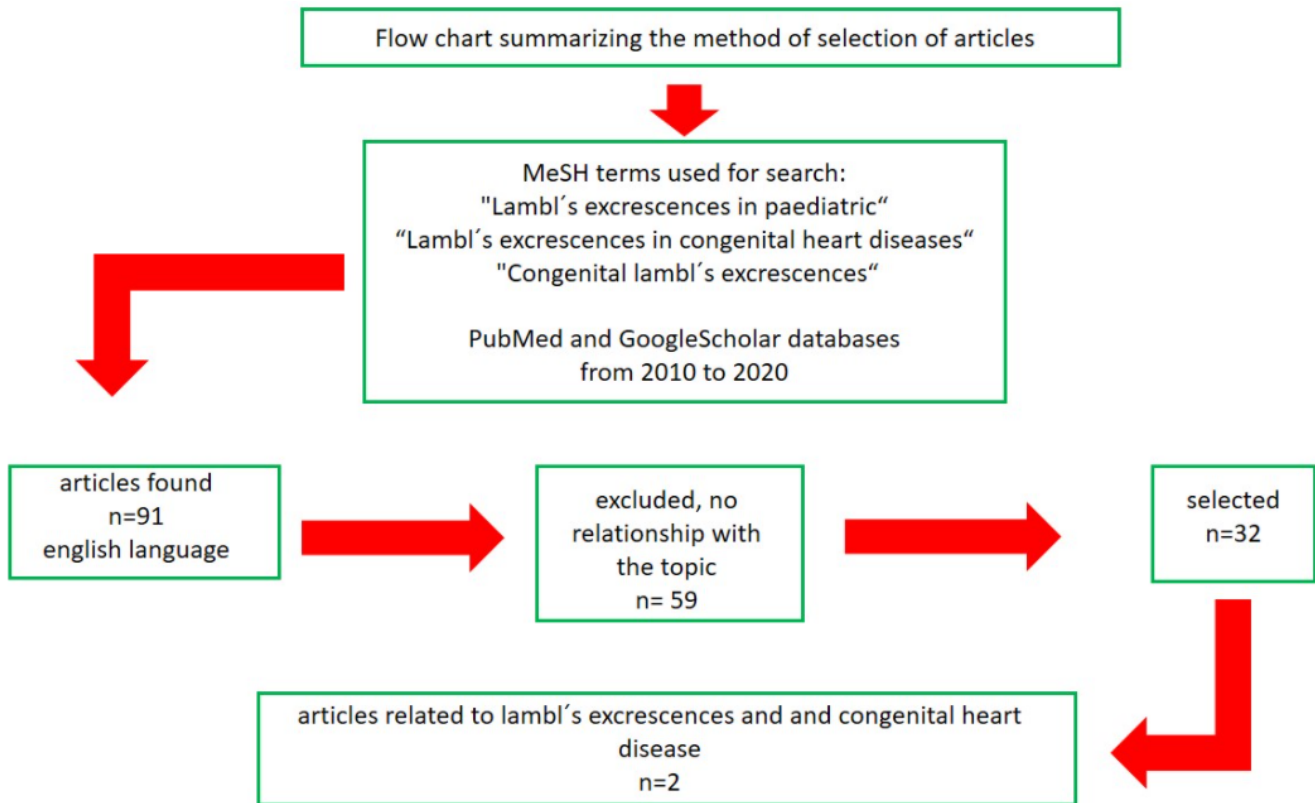 Flow chart summarizing the method of selection of articles
MeSH terms used for search:
"Lambl´s excrescences in paediatric“
“Lambl´s excrescences in congenital heart diseases“
"Congenital lambl´s excrescences“
PubMed and GoogleScholar databases
from 2010 to 2020
articles found
n=91
english language
excluded, no
relationship with
the topic
n= 59
selected
n=32
articles related to lambl´s excrescences and and congenital heart
disease
n=2